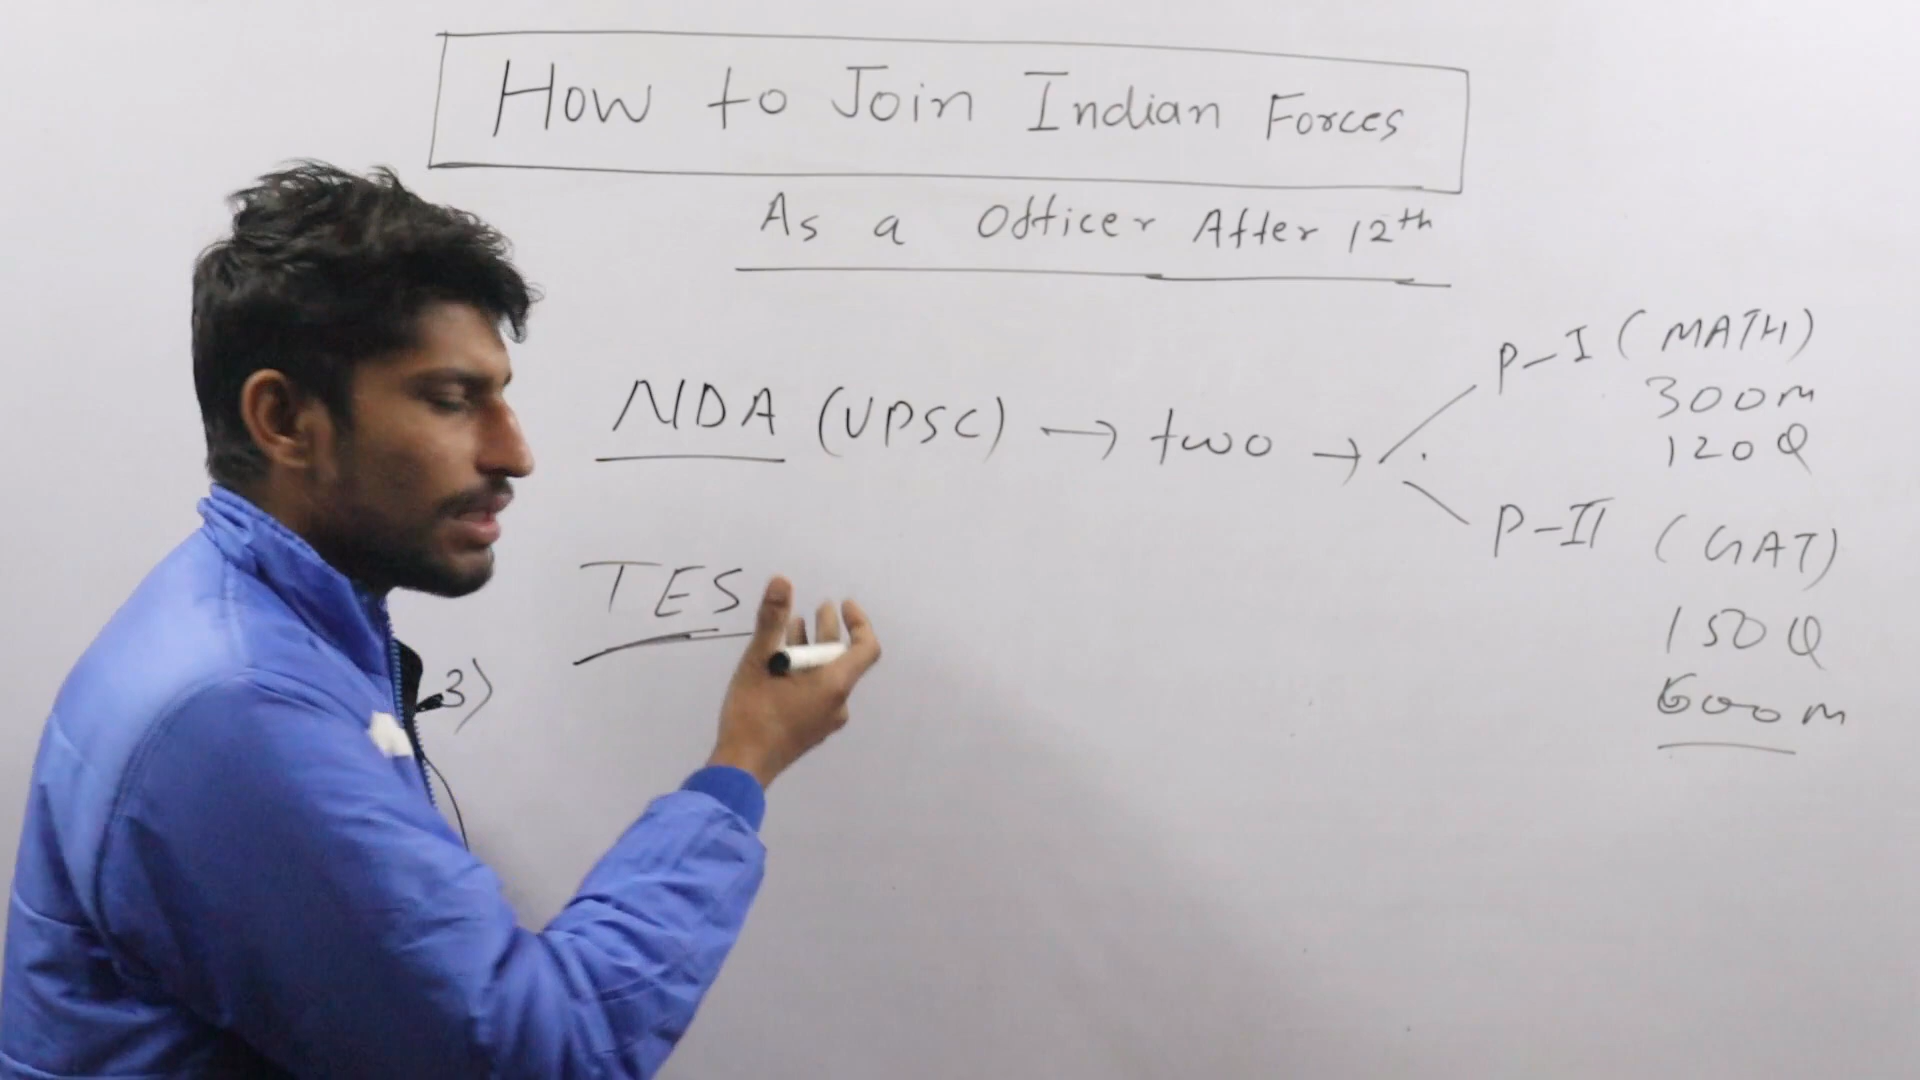 How to Join Indian Forces
As a Officer After 12th
NDA (UPSC) → two →
P-I (MATH)
300m
120Q
P-II (GAT)
150Q
600m
TES
3)